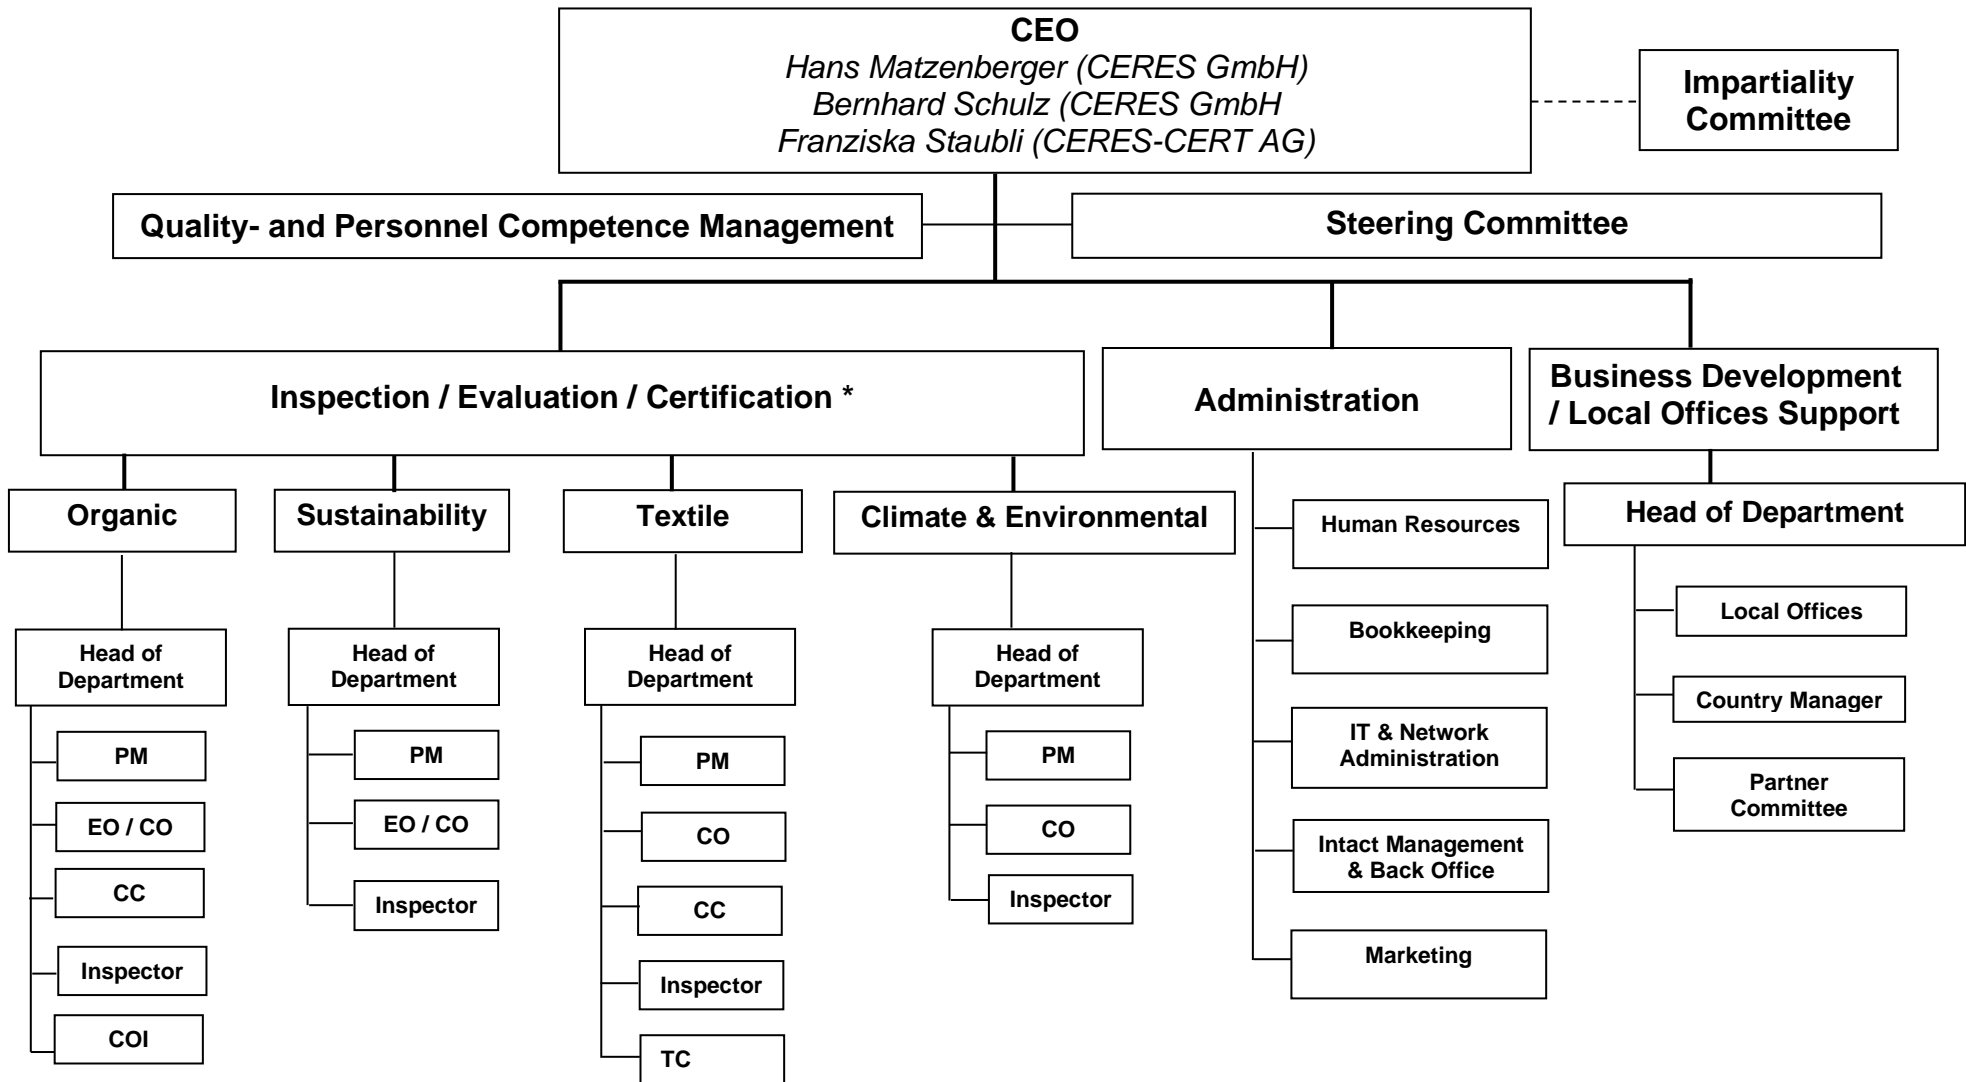 CEO
Hans Matzenberger (CERES GmbH)
Bernhard Schulz (CERES GmbH
Franziska Staubli (CERES-CERT AG)
Impartiality
Committee
Quality- and Personnel Competence Management
Steering Committee
Inspection / Evaluation / Certification *
Administration
Business Development
/ Local Offices Support
Organic
Sustainability
Textile
Climate & Environmental
Head of
Department
PM
EO / CO
CC
Inspector
COI
Head of
Department
PM
EO / CO
Inspector
Head of
Department
PM
CO
CC
Inspector
TC
Head of
Department
PM
CO
Inspector
Human Resources
Bookkeeping
IT & Network
Administration
Intact Management
& Back Office
Marketing
Head of Department
Local Offices
Country Manager
Partner
Committee